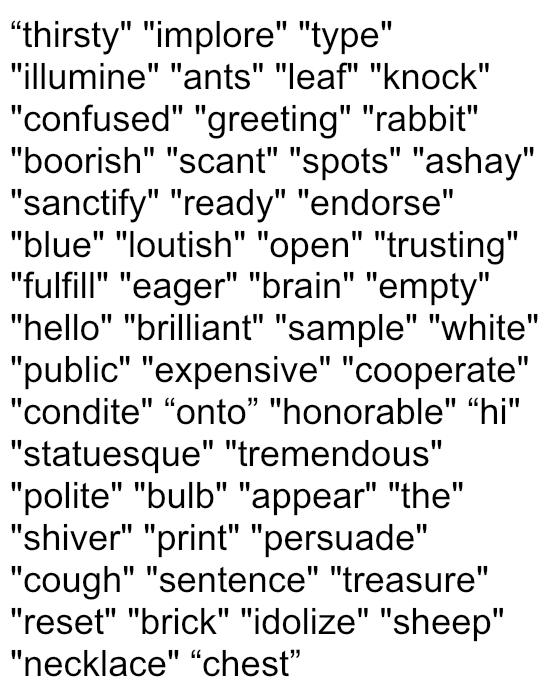 “thirsty" "implore" "type"
"illumine" "ants" "leaf" "knock"
"confused" "greeting" "rabbit"
"boorish" "scant" "spots" "ashay"
"sanctify" "ready" "endorse"
"blue" "loutish" "open" "trusting"
"fulfill" "eager" "brain" "empty"
"hello" "brilliant" "sample" "white"
"public" "expensive" "cooperate"
"condite" “onto” "honorable" “hi"
"statuesque" "tremendous"
"polite" "bulb" "appear" "the"
"shiver" "print" "persuade"
"cough" "sentence" "treasure"
"reset" "brick" "idolize" "sheep"
"necklace" “chest”